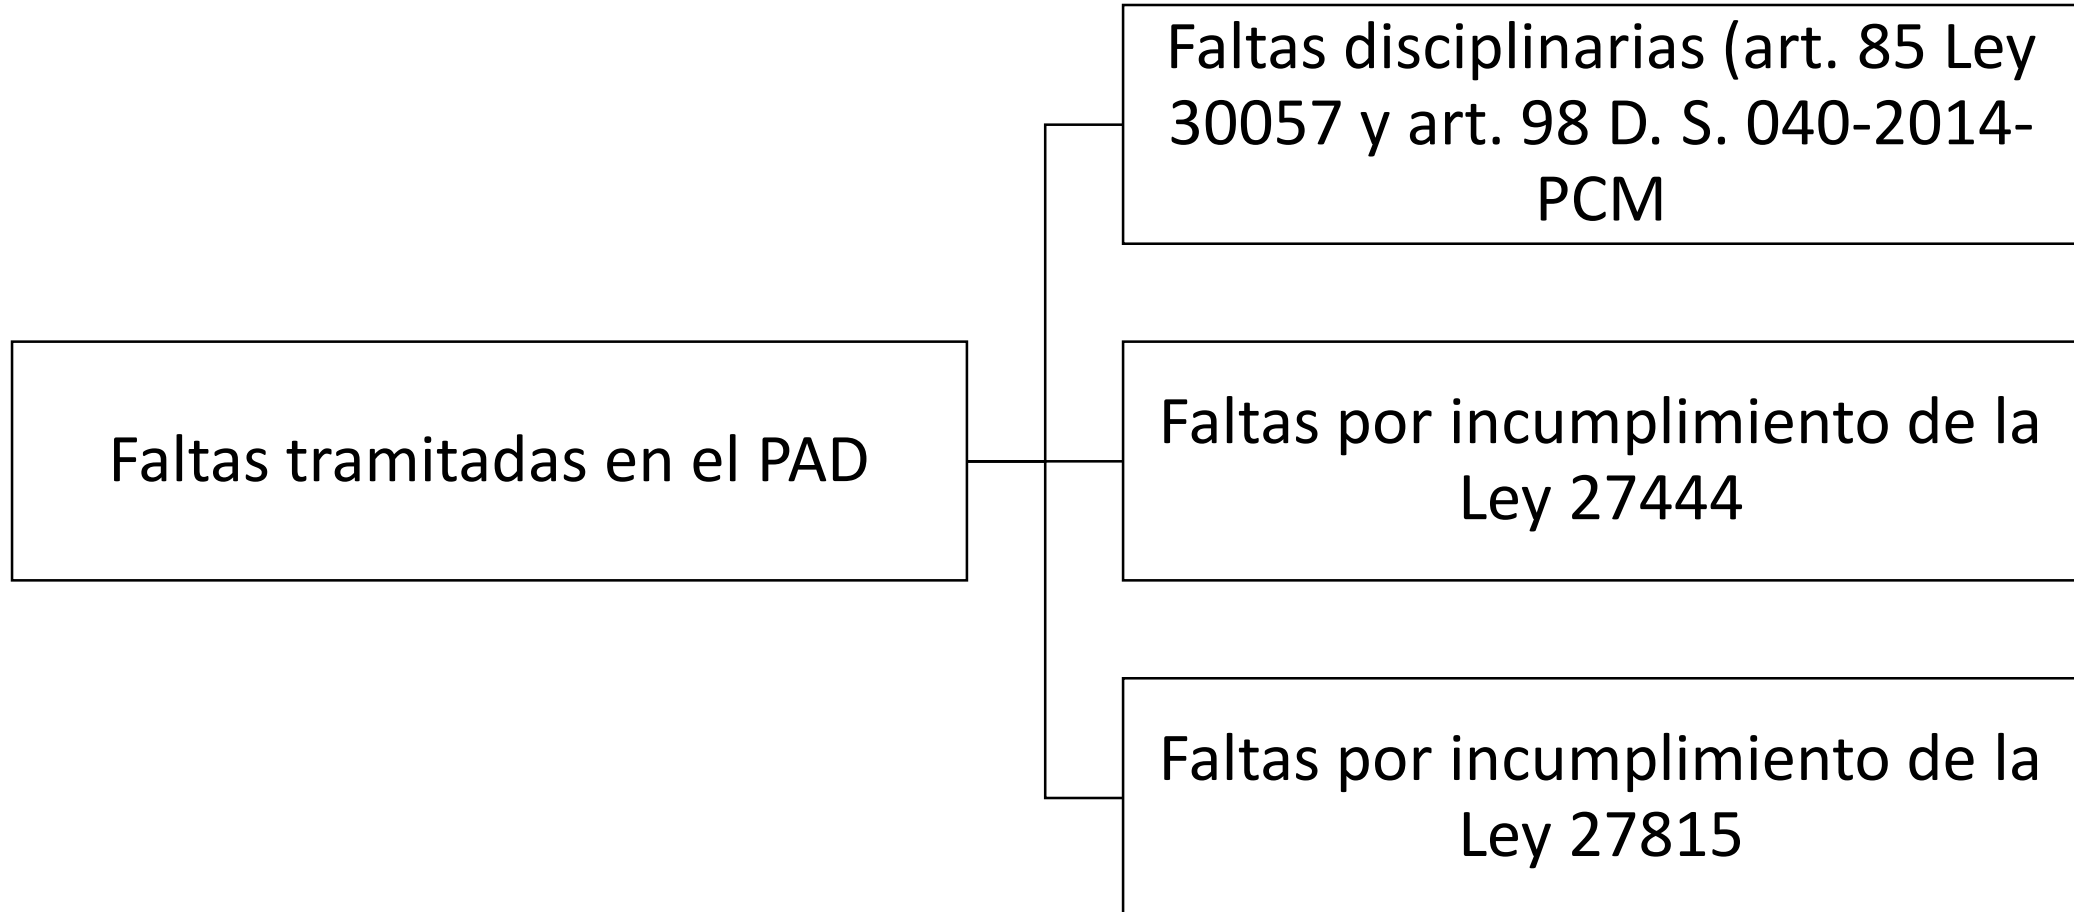 Faltas tramitadas en el PAD
Faltas disciplinarias (art. 85 Ley
30057 y art. 98 D. S. 040-2014-
PCM
Faltas por incumplimiento de la
Ley 27444
Faltas por incumplimiento de la
Ley 27815